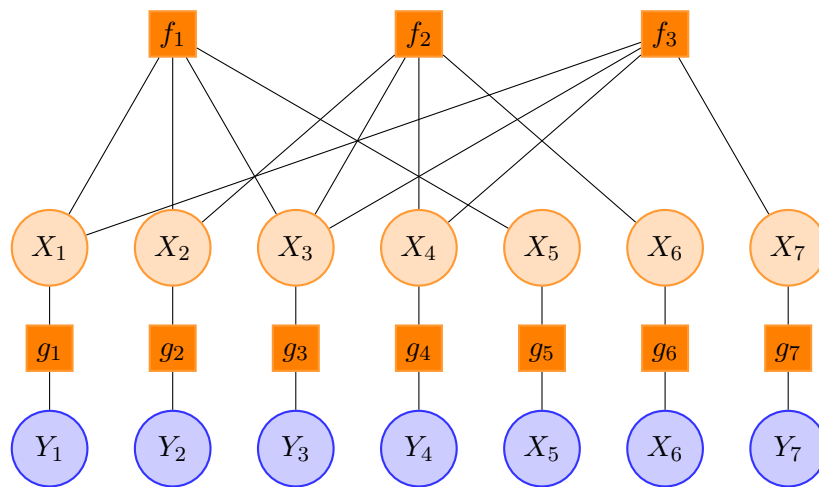 f₁ f₂ f₃
X₁ X₂ X₃ X₄ X₅ X₆ X₇
g₁ g₂ g₃ g₄ g₅ g₆ g₇
Y₁ Y₂ Y₃ Y₄ X₅ X₆ Y₇